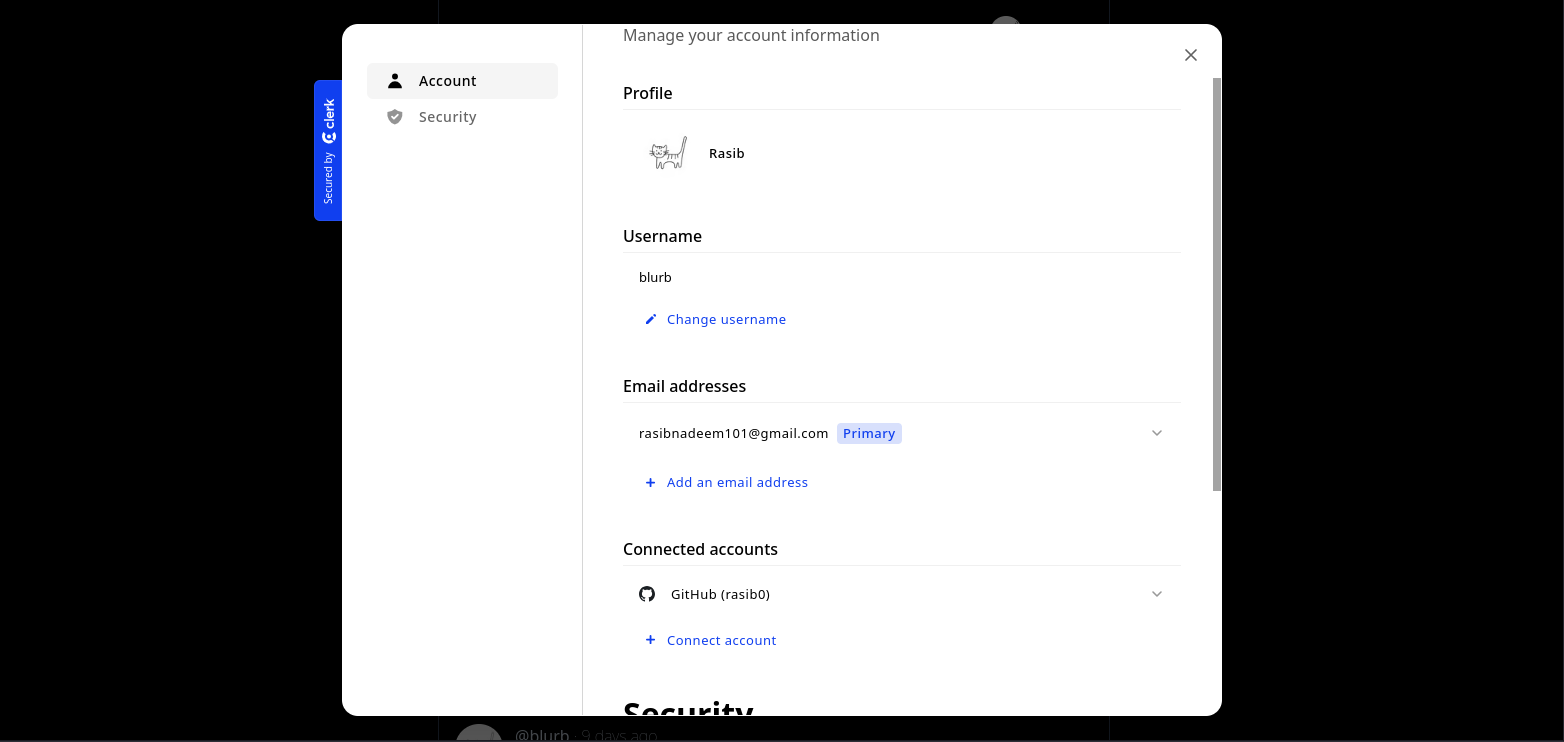 Manage your account information
Account
Security
Secured by clerk
Profile
Rasib
Username
blurb
Change username
Email addresses
rasibnadeem101@gmail.com Primary
Add an email address
Connected accounts
GitHub (rasib0)
Connect account
Security
@blurb · 9 days ago